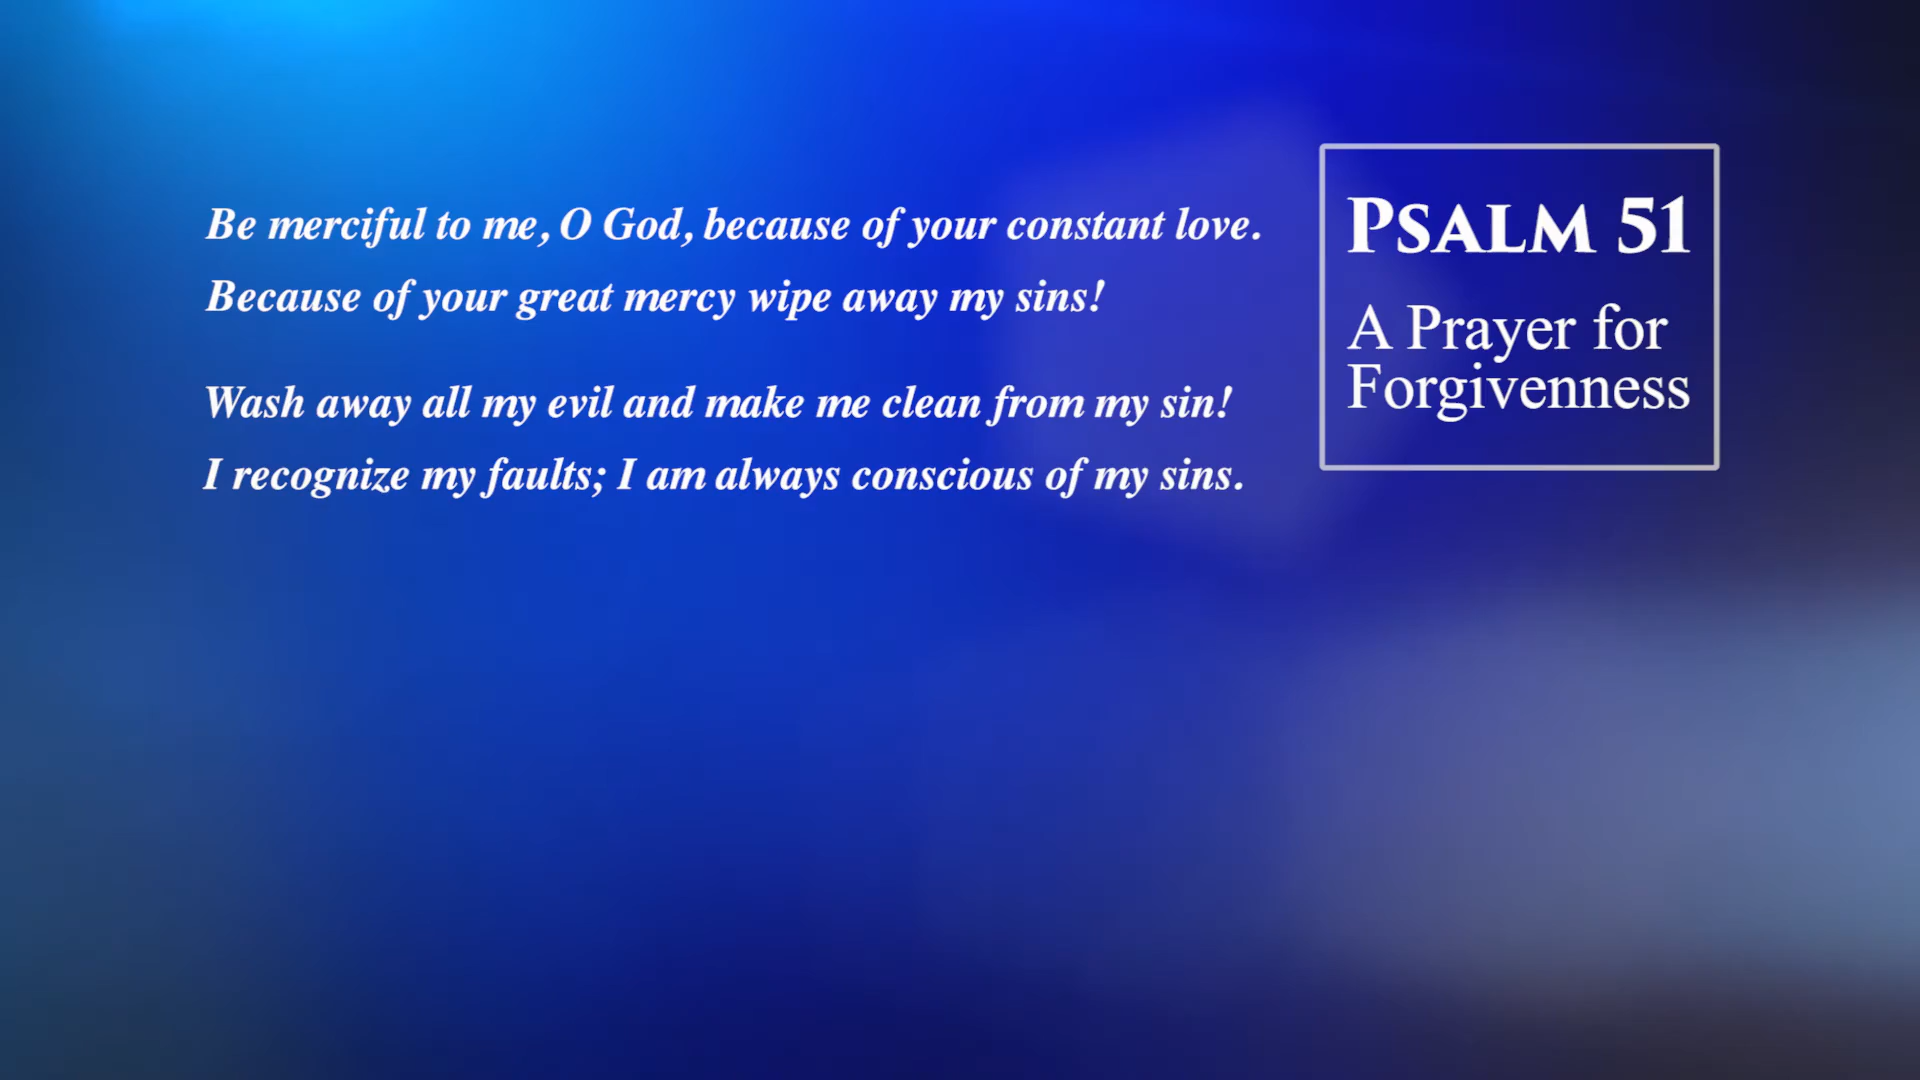 Be merciful to me, O God, because of your constant love.
Because of your great mercy wipe away my sins!
Wash away all my evil and make me clean from my sin!
I recognize my faults; I am always conscious of my sins.
PSALM 51
A Prayer for
Forgivenness